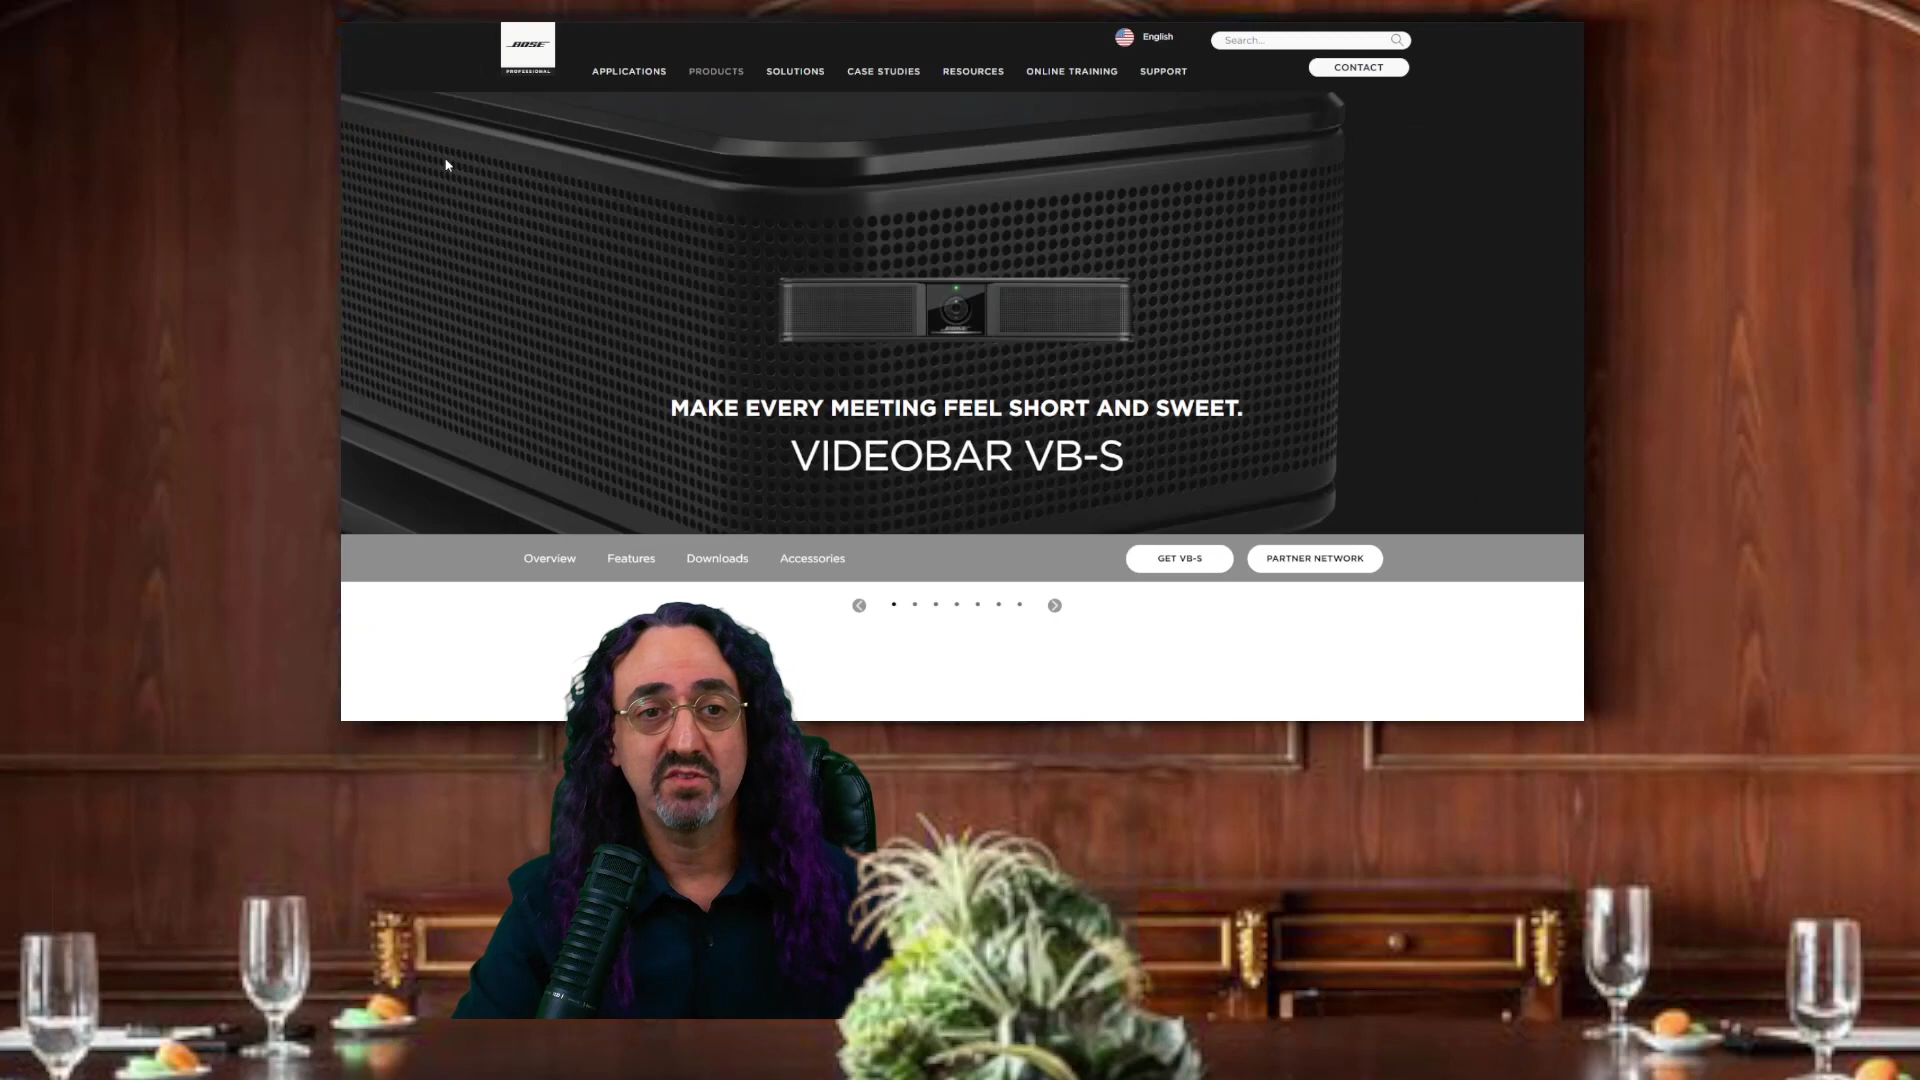 BOSE
PROFESSIONAL
English
Search...
APPLICATIONS PRODUCTS SOLUTIONS CASE STUDIES RESOURCES ONLINE TRAINING SUPPORT
CONTACT
BOSE
MAKE EVERY MEETING FEEL SHORT AND SWEET.
VIDEOBAR VB-S
Overview Features Downloads Accessories GET VB-S PARTNER NETWORK